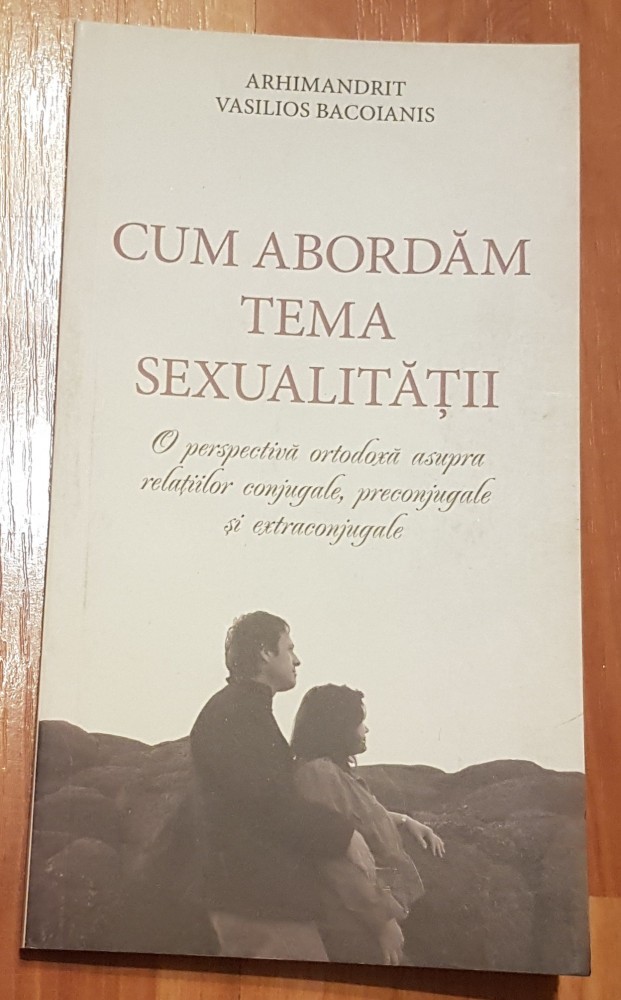 ARHIMANDRIT
VASILIOS BACOIANIS
CUM ABORDĂM
TEMA
SEXUALITĂȚII
O perspectivă ortodoxă asupra
relațiilor conjugale, preconjugale
și extraconjugale